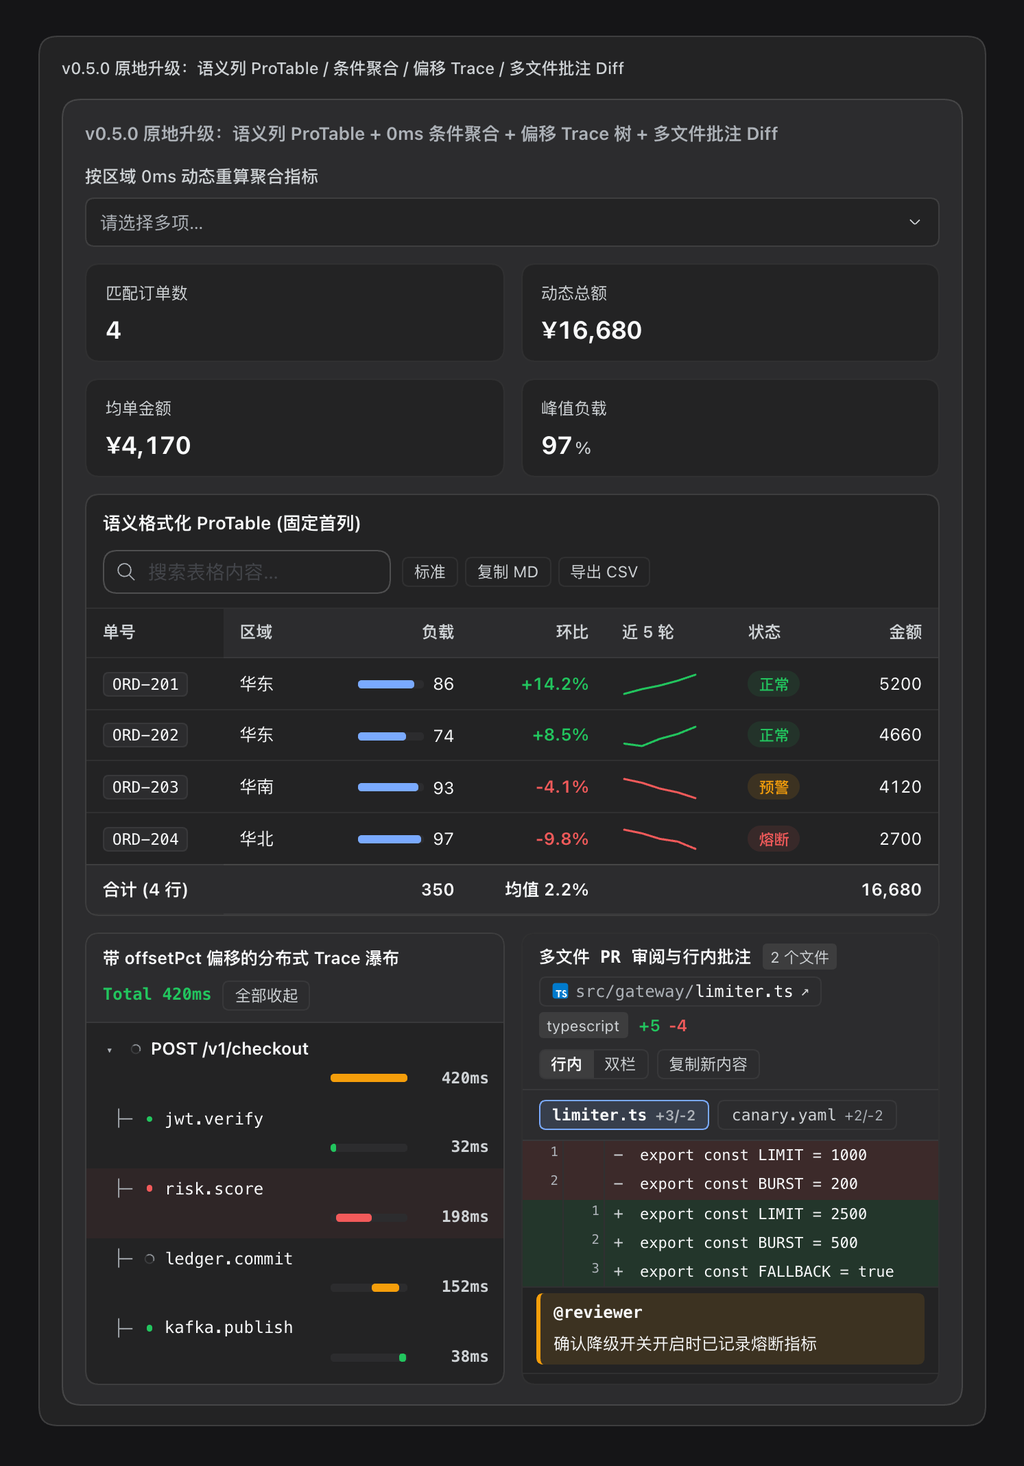 v0.5.0 原地升级：语义列 ProTable / 条件聚合 / 偏移 Trace / 多文件批注 Diff
v0.5.0 原地升级：语义列 ProTable + 0ms 条件聚合 + 偏移 Trace 树 + 多文件批注 Diff
按区域 0ms 动态重算聚合指标
请选择多项...
匹配订单数
4
动态总额
¥16,680
均单金额
¥4,170
峰值负载
97%
语义格式化 ProTable (固定首列)
搜索表格内容... 标准 复制 MD 导出 CSV
单号 区域 负载 环比 近 5 轮 状态 金额
ORD-201 华东 86 +14.2% 正常 5200
ORD-202 华东 74 +8.5% 正常 4660
ORD-203 华南 93 -4.1% 预警 4120
ORD-204 华北 97 -9.8% 熔断 2700
合计 (4 行) 350 均值 2.2% 16,680
带 offsetPct 偏移的分布式 Trace 瀑布
Total 420ms 全部收起
▾ POST /v1/checkout
420ms
├─ jwt.verify
32ms
├─ risk.score
198ms
├─ ledger.commit
152ms
├─ kafka.publish
38ms
多文件 PR 审阅与行内批注 2 个文件
TS src/gateway/limiter.ts ↗
typescript +5 -4
行内 双栏 复制新内容
limiter.ts +3/-2 canary.yaml +2/-2
1 − export const LIMIT = 1000
2 − export const BURST = 200
1 + export const LIMIT = 2500
2 + export const BURST = 500
3 + export const FALLBACK = true
@reviewer
确认降级开关开启时已记录熔断指标